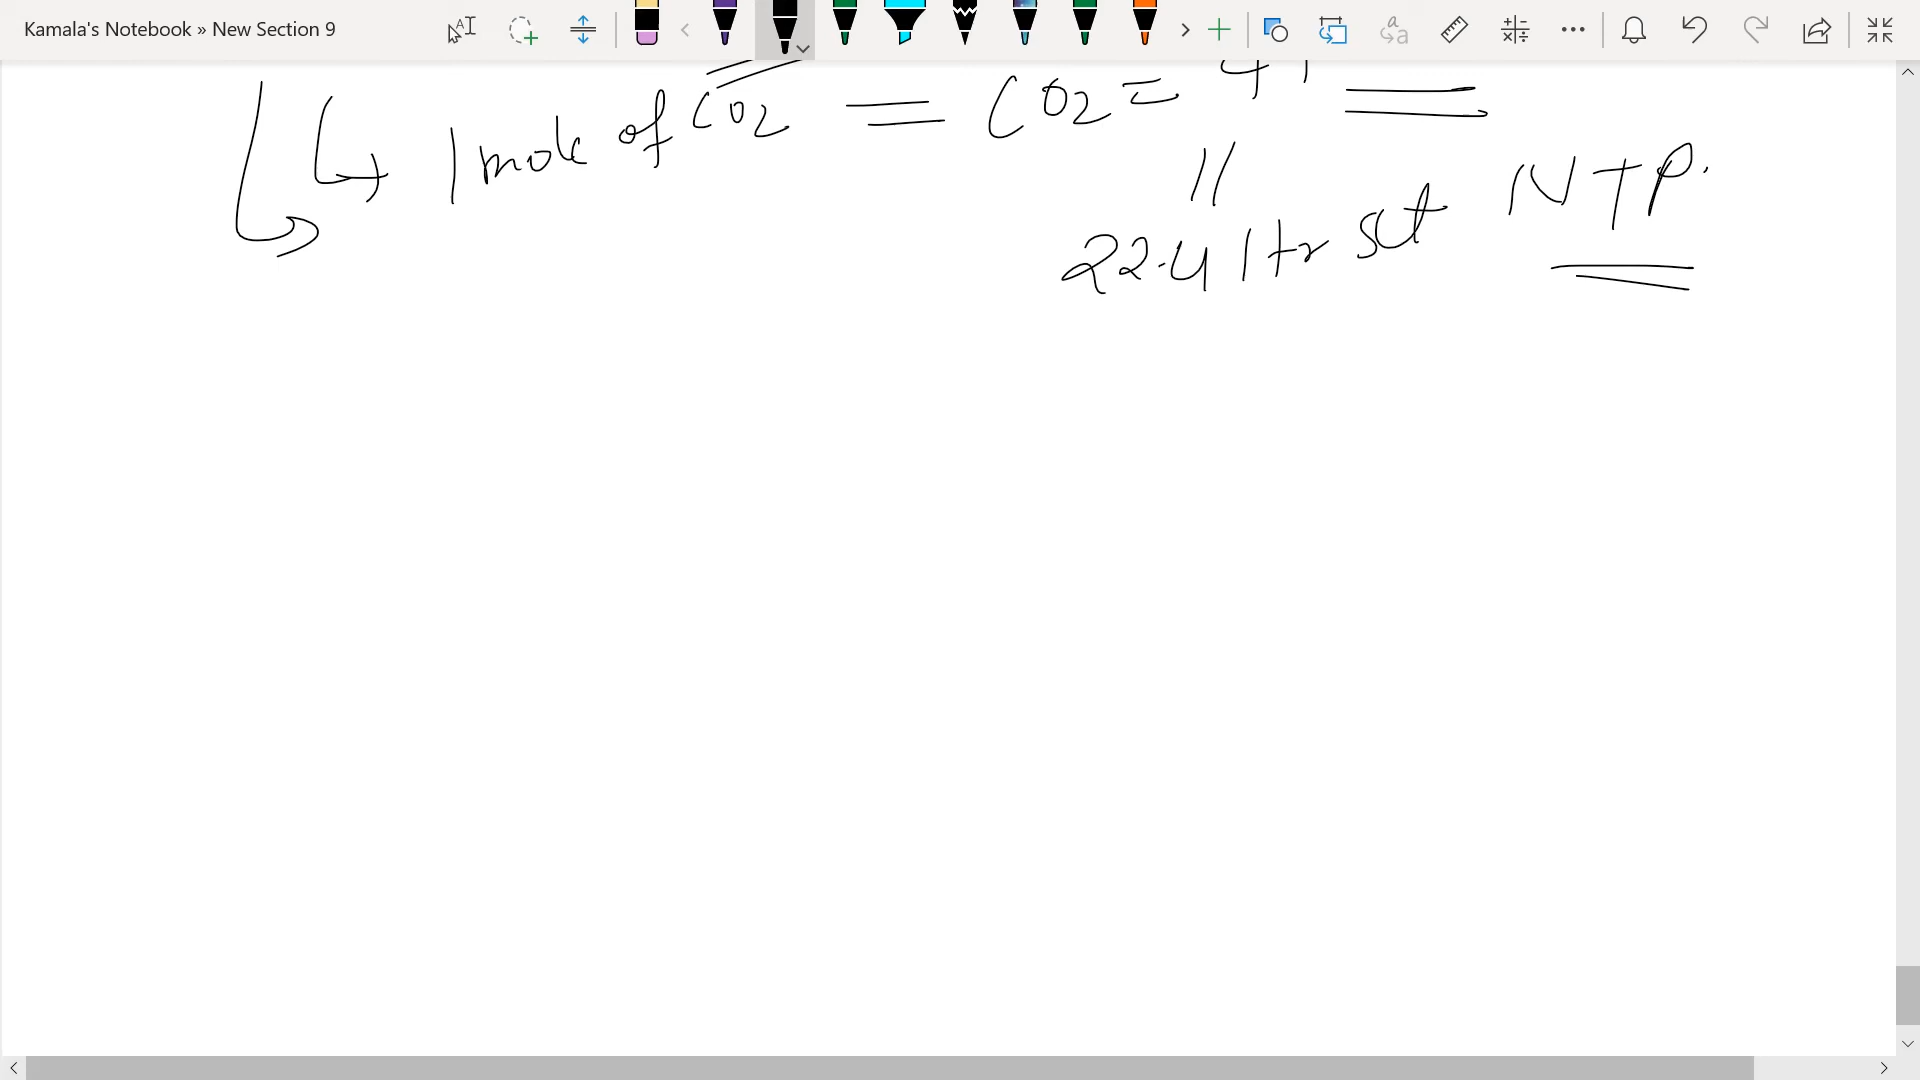 Kamala's Notebook » New Section 9
1 mole of CO2 = CO2 =
22.4 ltr at NTP.